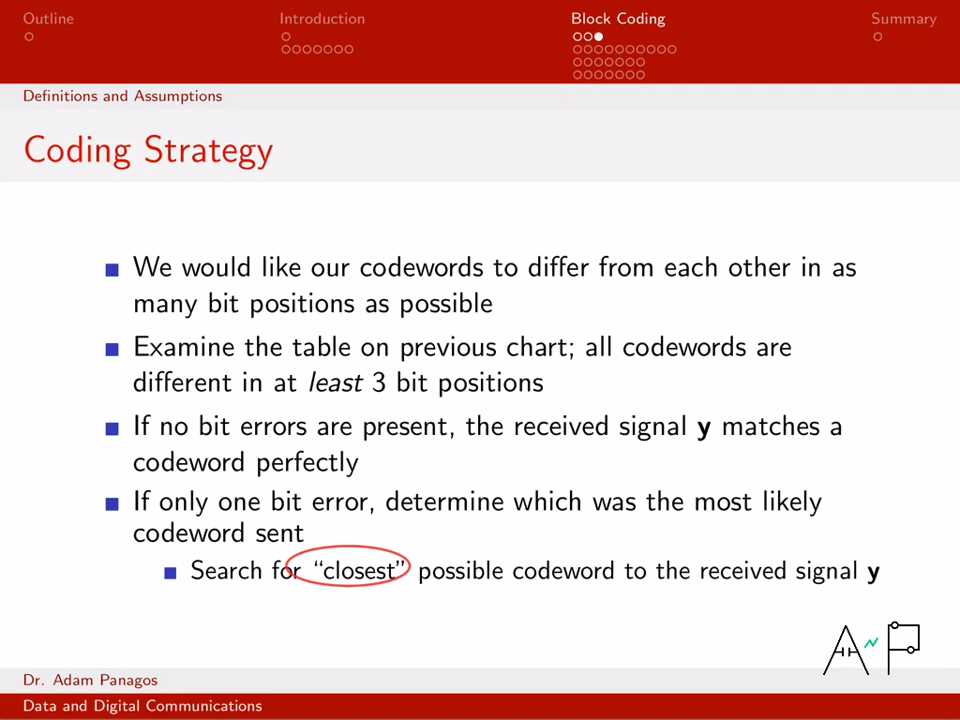 Outline
Introduction
Block Coding
Summary
Definitions and Assumptions
Coding Strategy
We would like our codewords to differ from each other in as
many bit positions as possible
Examine the table on previous chart; all codewords are
different in at least 3 bit positions
If no bit errors are present, the received signal y matches a
codeword perfectly
If only one bit error, determine which was the most likely
codeword sent
Search for “closest” possible codeword to the received signal y
AP
Dr. Adam Panagos
Data and Digital Communications